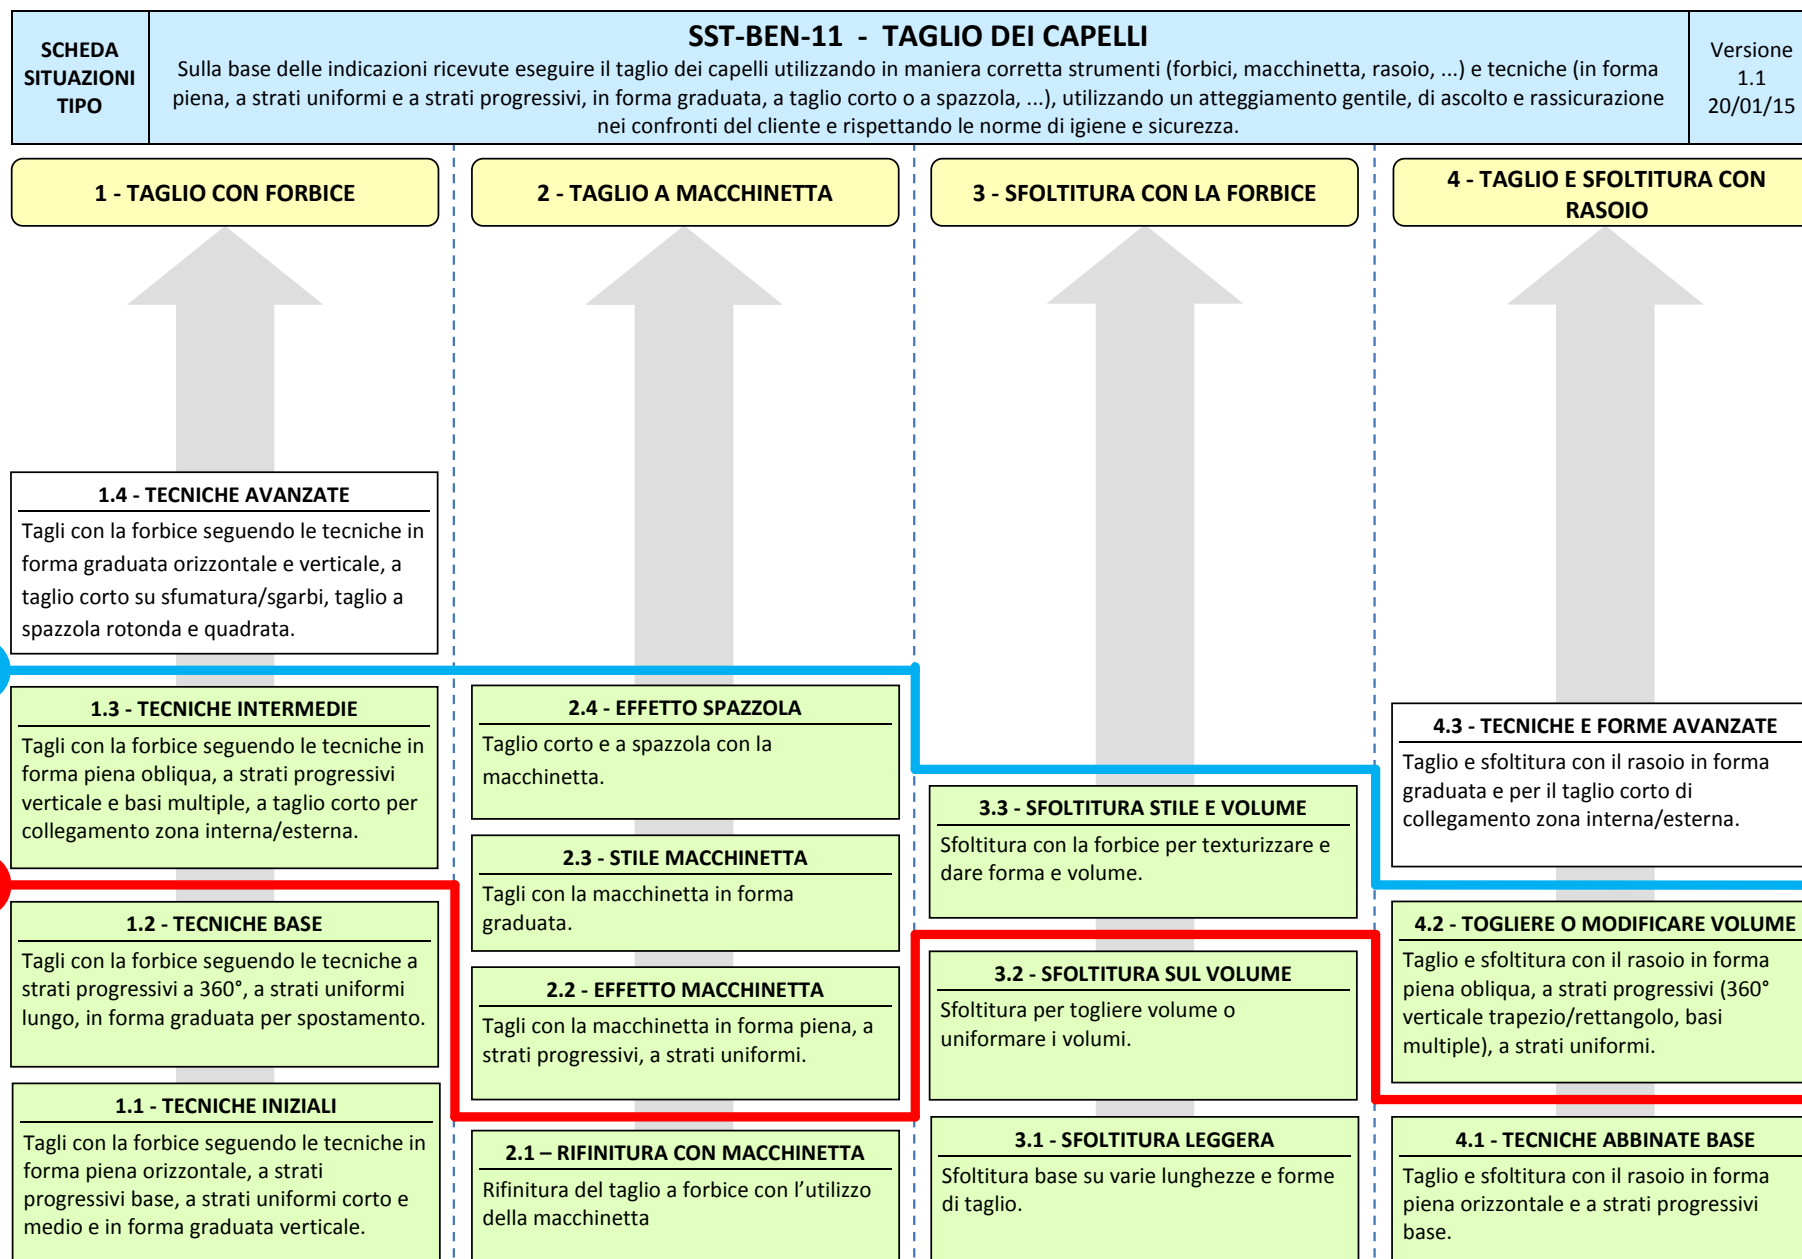 SCHEDA
SITUAZIONI
TIPO
SST-BEN-11 - TAGLIO DEI CAPELLI
Sulla base delle indicazioni ricevute eseguire il taglio dei capelli utilizzando in maniera corretta strumenti (forbici, macchinetta, rasoio, ...) e tecniche (in forma
piena, a strati uniformi e a strati progressivi, in forma graduata, a taglio corto o a spazzola, ...), utilizzando un atteggiamento gentile, di ascolto e rassicurazione
nei confronti del cliente e rispettando le norme di igiene e sicurezza.
Versione
1.1
20/01/15
1 - TAGLIO CON FORBICE
2 - TAGLIO A MACCHINETTA
3 - SFOLTITURA CON LA FORBICE
4 - TAGLIO E SFOLTITURA CON
RASOIO
1.4 - TECNICHE AVANZATE
Tagli con la forbice seguendo le tecniche in
forma graduata orizzontale e verticale, a
taglio corto su sfumatura/sgarbi, taglio a
spazzola rotonda e quadrata.
1.3 - TECNICHE INTERMEDIE
Tagli con la forbice seguendo le tecniche in
forma piena obliqua, a strati progressivi
verticale e basi multiple, a taglio corto per
collegamento zona interna/esterna.
1.2 - TECNICHE BASE
Tagli con la forbice seguendo le tecniche a
strati progressivi a 360°, a strati uniformi
lungo, in forma graduata per spostamento.
1.1 - TECNICHE INIZIALI
Tagli con la forbice seguendo le tecniche in
forma piena orizzontale, a strati
progressivi base, a strati uniformi corto e
medio e in forma graduata verticale.
2.4 - EFFETTO SPAZZOLA
Taglio corto e a spazzola con la
macchinetta.
2.3 - STILE MACCHINETTA
Tagli con la macchinetta in forma
graduata.
2.2 - EFFETTO MACCHINETTA
Tagli con la macchinetta in forma piena, a
strati progressivi, a strati uniformi.
2.1 – RIFINITURA CON MACCHINETTA
Rifinitura del taglio a forbice con l’utilizzo
della macchinetta
3.3 - SFOLTITURA STILE E VOLUME
Sfoltitura con la forbice per texturizzare e
dare forma e volume.
3.2 - SFOLTITURA SUL VOLUME
Sfoltitura per togliere volume o
uniformare i volumi.
3.1 - SFOLTITURA LEGGERA
Sfoltitura base su varie lunghezze e forme
di taglio.
4.3 - TECNICHE E FORME AVANZATE
Taglio e sfoltitura con il rasoio in forma
graduata e per il taglio corto di
collegamento zona interna/esterna.
4.2 - TOGLIERE O MODIFICARE VOLUME
Taglio e sfoltitura con il rasoio in forma
piena obliqua, a strati progressivi (360°
verticale trapezio/rettangolo, basi
multiple), a strati uniformi.
4.1 - TECNICHE ABBINATE BASE
Taglio e sfoltitura con il rasoio in forma
piena orizzontale e a strati progressivi
base.